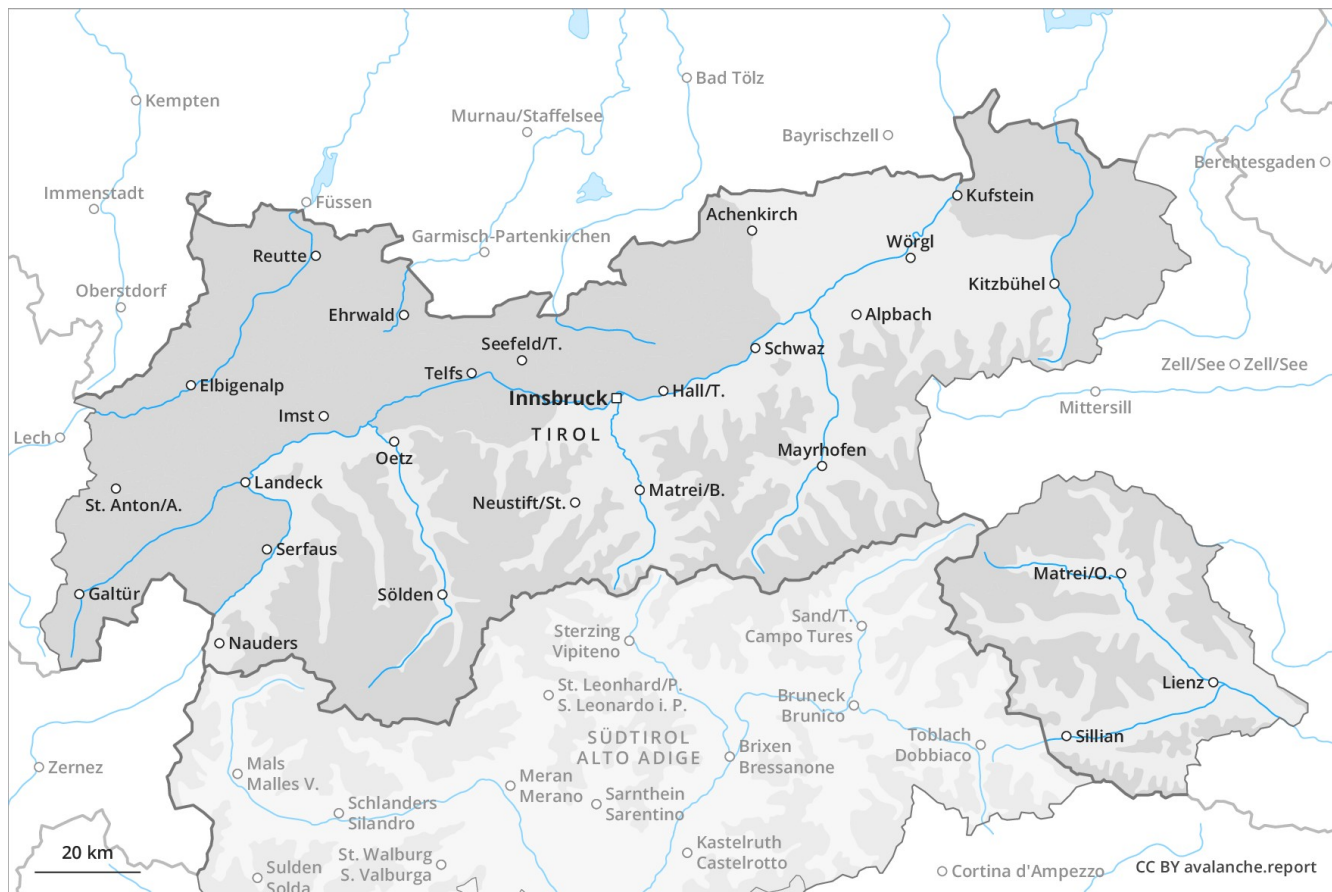 Bad Tölz
Kempten
Murnau/Staffelsee
Bayrischzell
Berchtesgaden
Immenstadt
Füssen
Kufstein
Achenkirch
Garmisch-Partenkirchen
Wörgl
Reutte
Oberstdorf
Kitzbühel
Ehrwald
Alpbach
Seefeld/T.
Schwaz
Zell/See
Zell/See
Telfs
Elbigenalp
Innsbruck
Hall/T.
Mittersill
Imst
TIROL
Lech
Oetz
Mayrhofen
Landeck
Matrei/B.
St. Anton/A.
Neustift/St.
Serfaus
Matrei/O.
Galtür
Sölden
Sand/T.
Campo Tures
Sterzing
Vipiteno
Nauders
Lienz
St. Leonhard/P.
S. Leonardo i. P.
Bruneck
Brunico
Sillian
SÜDTIROL
ALTO ADIGE
Toblach
Dobbiaco
Brixen
Bressanone
Zernez
Mals
Malles V.
Meran
Merano
Sarnthein
Sarentino
Schlanders
Silandro
Kastelruth
Castelrotto
20 km
St. Walburg
S. Valburga
Sulden
Solda
Cortina d'Ampezzo
CC BY avalanche.report